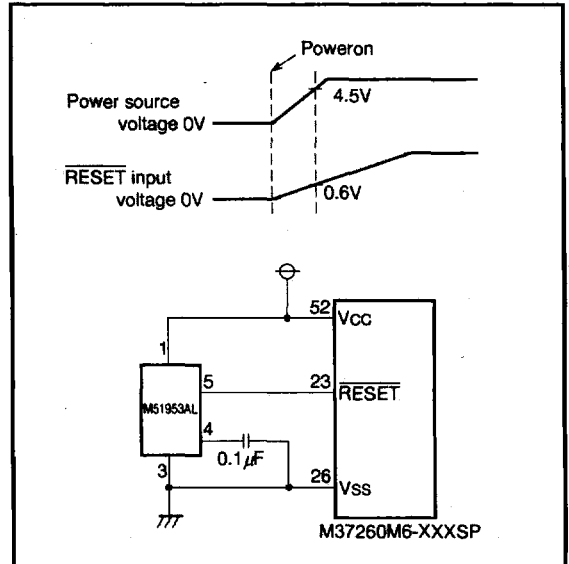 Poweron
Power source
voltage 0V
4.5V
RESET input
voltage 0V
0.6V
52
Vcc
1
5
23
RESET
M51953AL
4
0.1μF
3
26
Vss
M37260M6-XXXSP